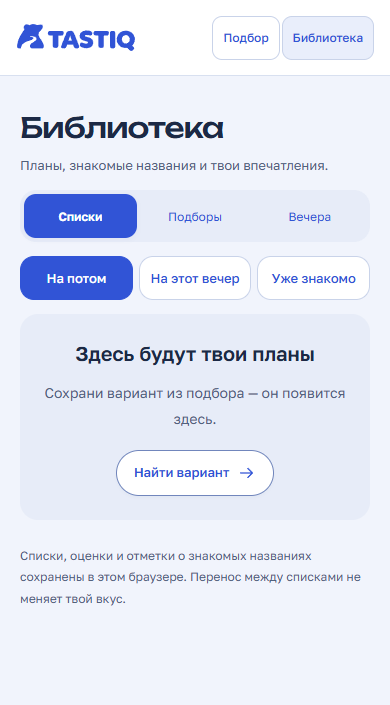 TASTIQ
Подбор
Библиотека
Библиотека
Планы, знакомые названия и твои впечатления.
Списки
Подборы
Вечера
На потом
На этот вечер
Уже знакомо
Здесь будут твои планы
Сохрани вариант из подбора — он появится
здесь.
Найти вариант →
Списки, оценки и отметки о знакомых названиях
сохранены в этом браузере. Перенос между списками не
меняет твой вкус.